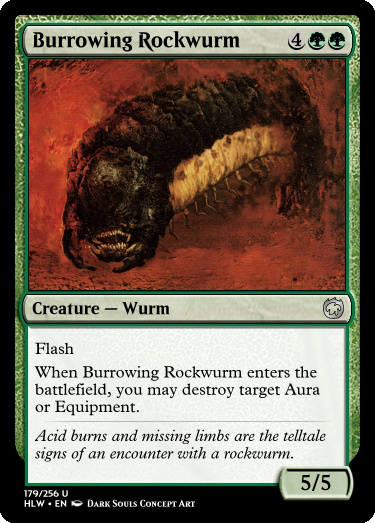 Burrowing Rockwurm 4
Creature — Wurm
Flash
When Burrowing Rockwurm enters the
battlefield, you may destroy target Aura
or Equipment.
Acid burns and missing limbs are the telltale
signs of an encounter with a rockwurm.
5/5
179/256 U
HLW • EN Dark Souls Concept Art